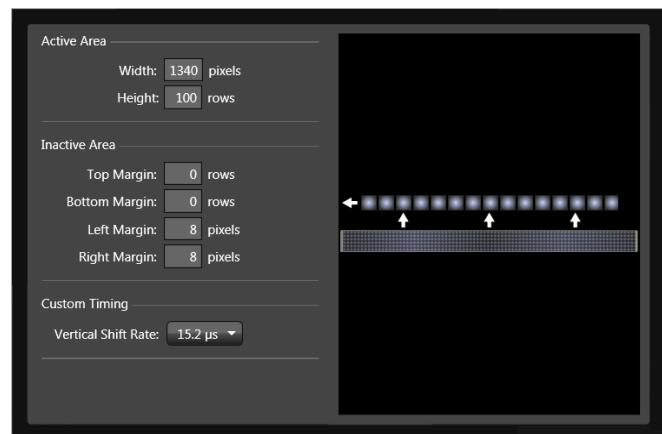 Active Area
Width: 1340 pixels
Height: 100 rows
Inactive Area
Top Margin: 0 rows
Bottom Margin: 0 rows
Left Margin: 8 pixels
Right Margin: 8 pixels
Custom Timing
Vertical Shift Rate: 15.2 µs